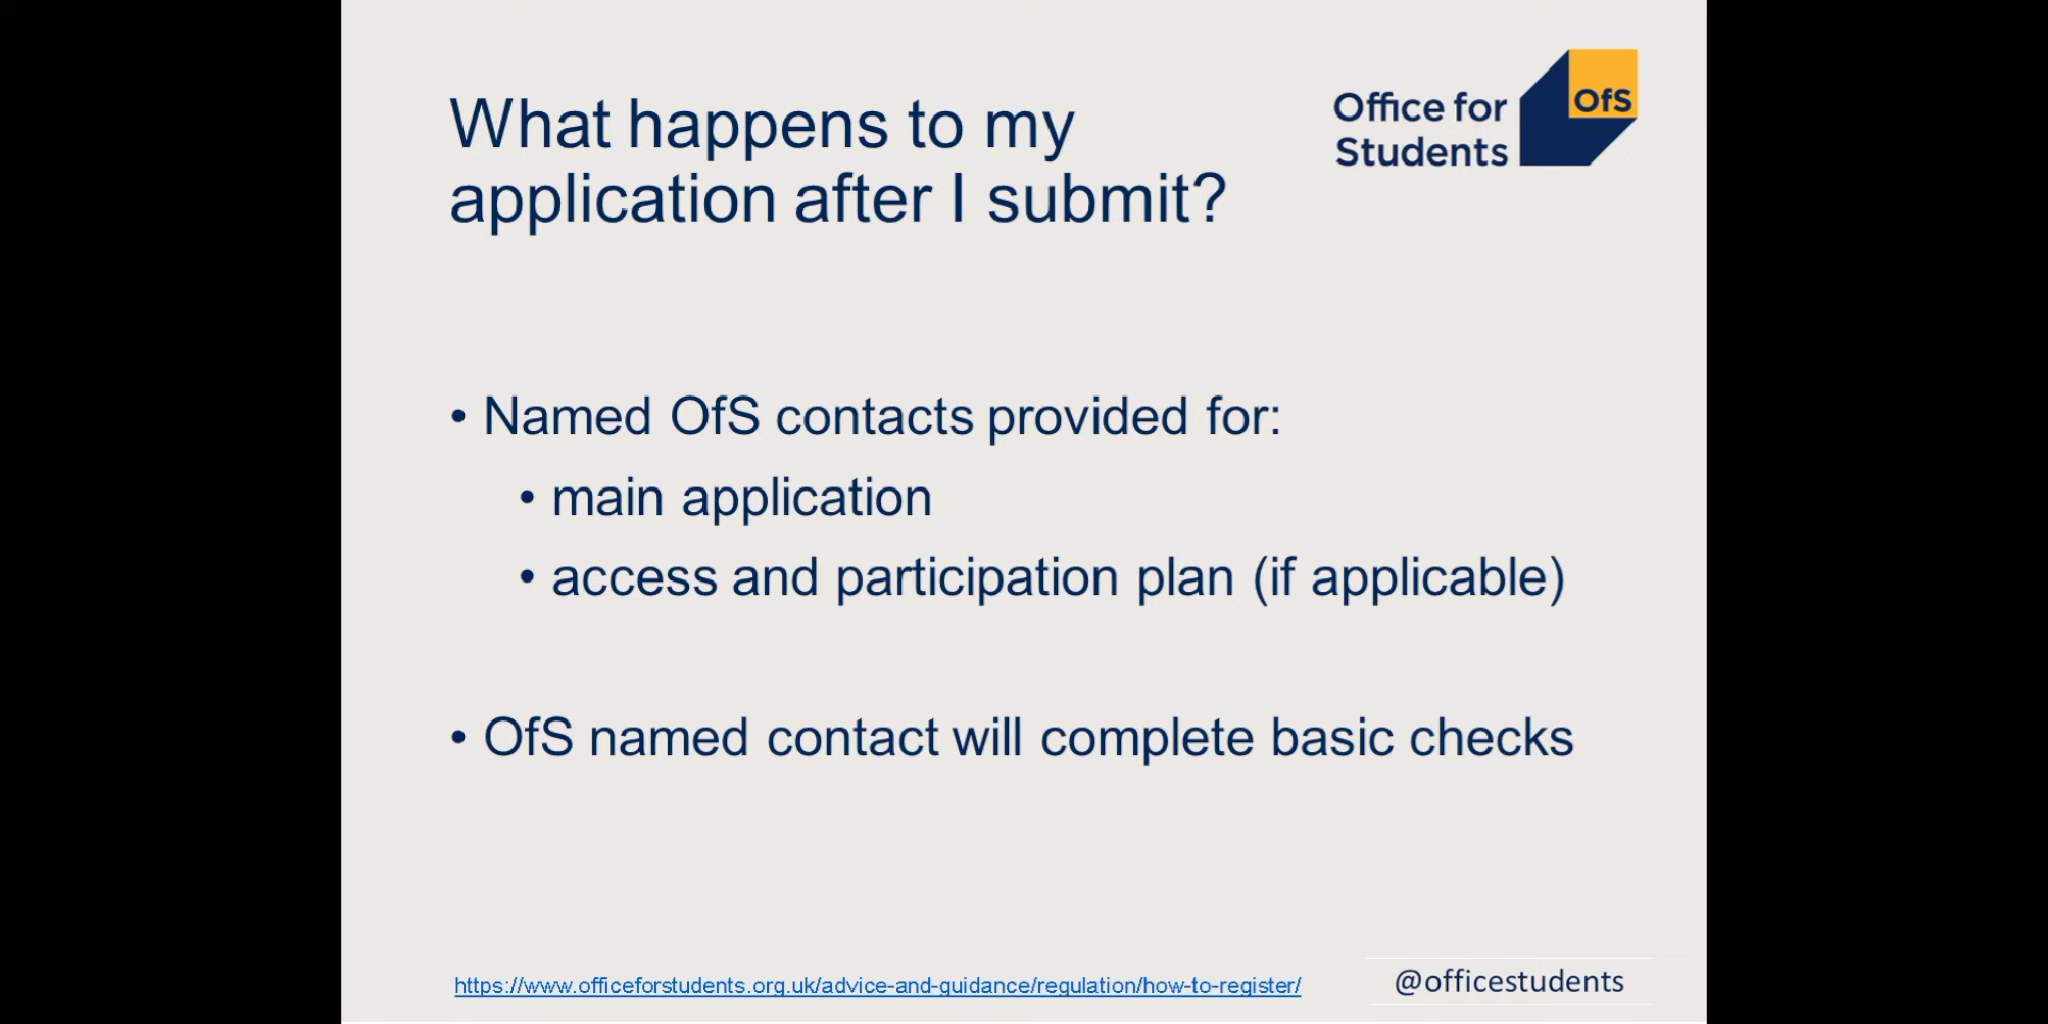 What happens to my
application after I submit?
Office for
Students
OfS
• Named OfS contacts provided for:
• main application
• access and participation plan (if applicable)
• OfS named contact will complete basic checks
https://www.officeforstudents.org.uk/advice-and-guidance/regulation/how-to-register/
@officestudents